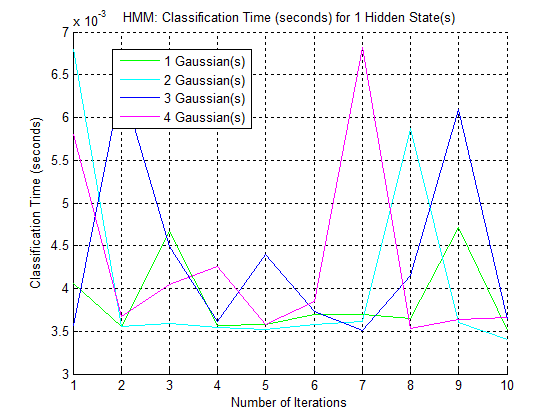 HMM: Classification Time (seconds) for 1 Hidden State(s)
x 10-3
7
6.5
6
5.5
5
4.5
4
3.5
3
Classification Time (seconds)
1 Gaussian(s)
2 Gaussian(s)
3 Gaussian(s)
4 Gaussian(s)
1 2 3 4 5 6 7 8 9 10
Number of Iterations